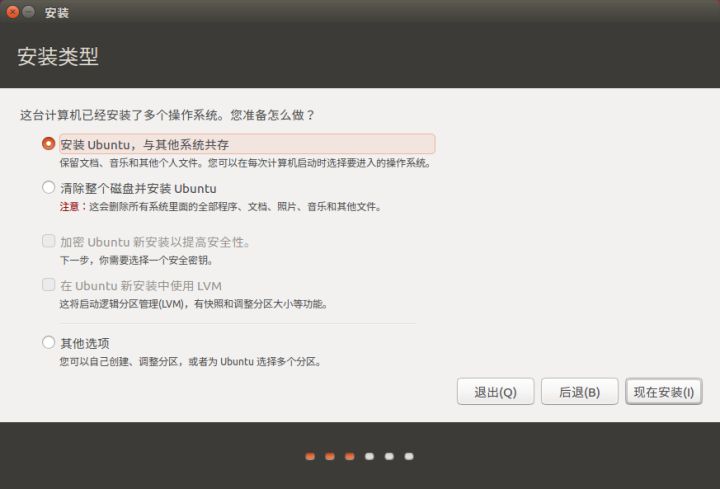 安装
安装类型
这台计算机已经安装了多个操作系统。您准备怎么做？
安装 Ubuntu，与其他系统共存
保留文档、音乐和其他个人文件。您可以在每次计算机启动时选择要进入的操作系统。
清除整个磁盘并安装 Ubuntu
注意：这会删除所有系统里面的全部程序、文档、照片、音乐和其他文件。
加密 Ubuntu 新安装以提高安全性。
下一步，你需要选择一个安全密钥。
在 Ubuntu 新安装中使用 LVM
这将启动逻辑分区管理(LVM)，有快照和调整分区大小等功能。
其他选项
您可以自己创建、调整分区，或者为 Ubuntu 选择多个分区。
退出(Q) 后退(B) 现在安装(I)